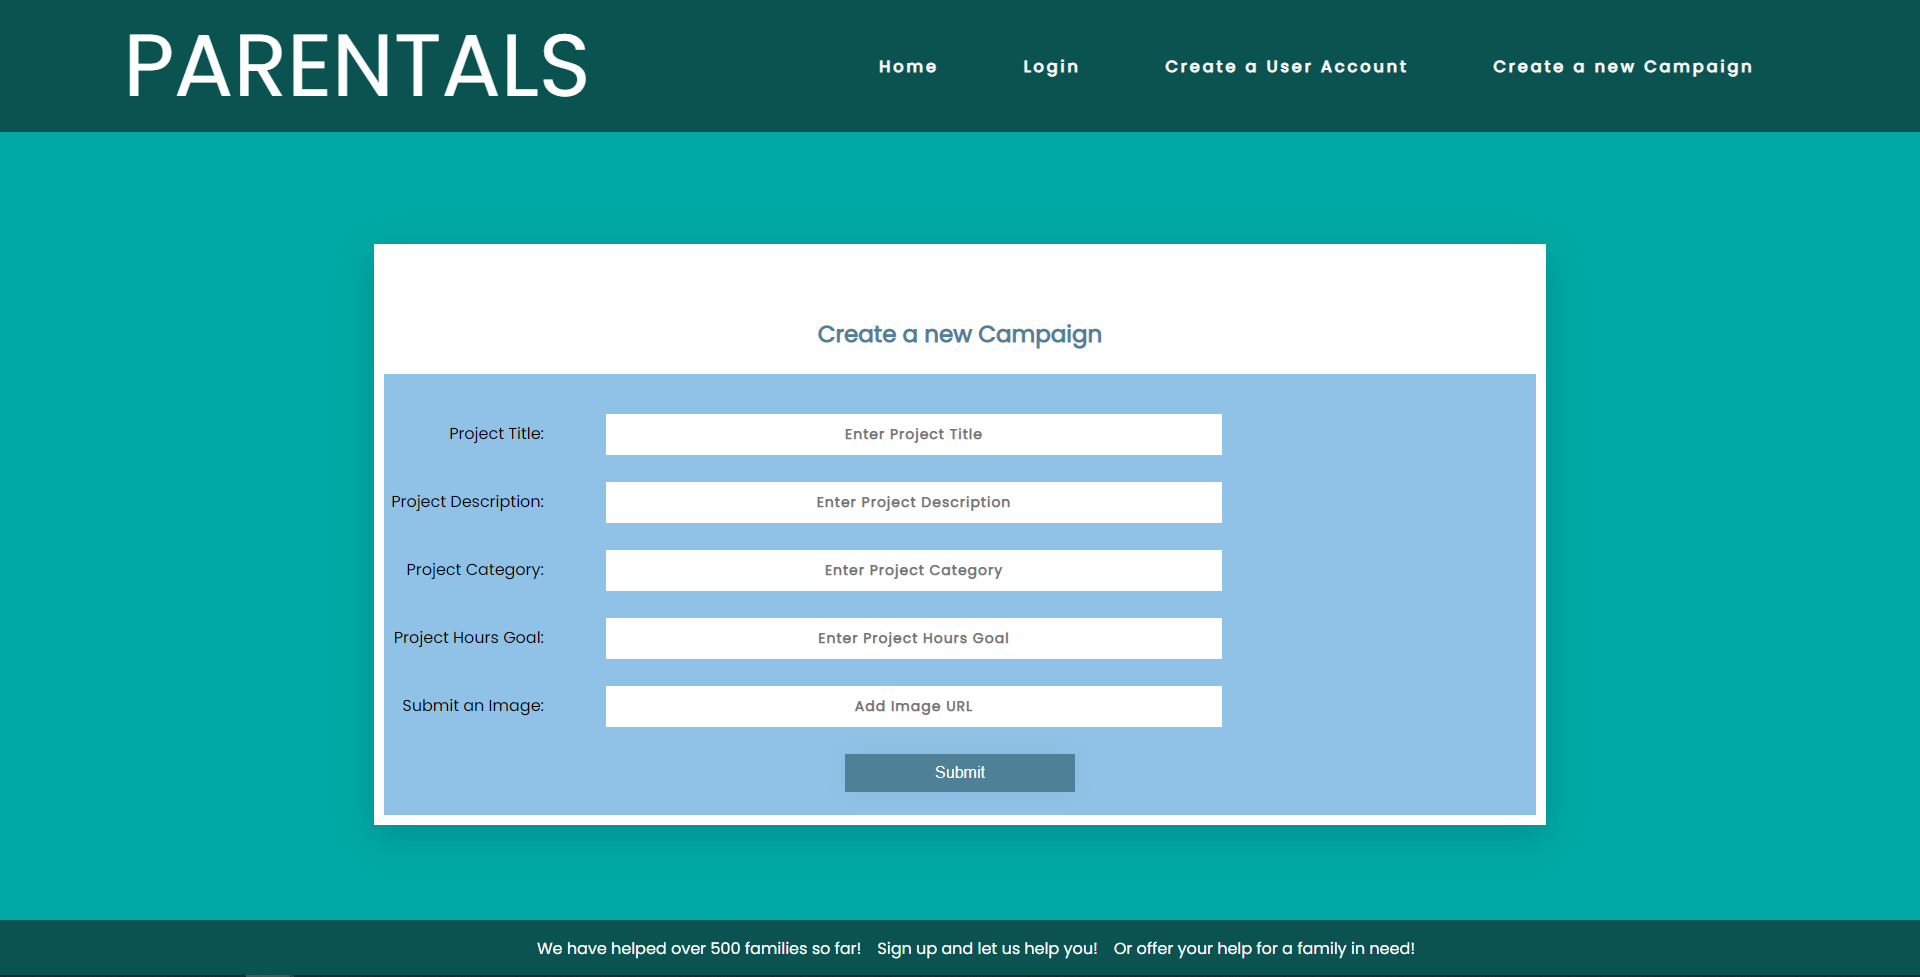 PARENTALS
Home Login Create a User Account Create a new Campaign
Create a new Campaign
Project Title: Enter Project Title
Project Description: Enter Project Description
Project Category: Enter Project Category
Project Hours Goal: Enter Project Hours Goal
Submit an Image: Add Image URL
Submit
We have helped over 500 families so far! Sign up and let us help you! Or offer your help for a family in need!